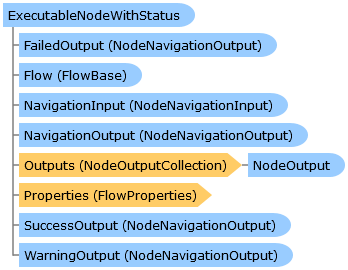 ExecutableNodeWithStatus
FailedOutput (NodeNavigationOutput)
Flow (FlowBase)
NavigationInput (NodeNavigationInput)
NavigationOutput (NodeNavigationOutput)
Outputs (NodeOutputCollection) NodeOutput
Properties (FlowProperties)
SuccessOutput (NodeNavigationOutput)
WarningOutput (NodeNavigationOutput)